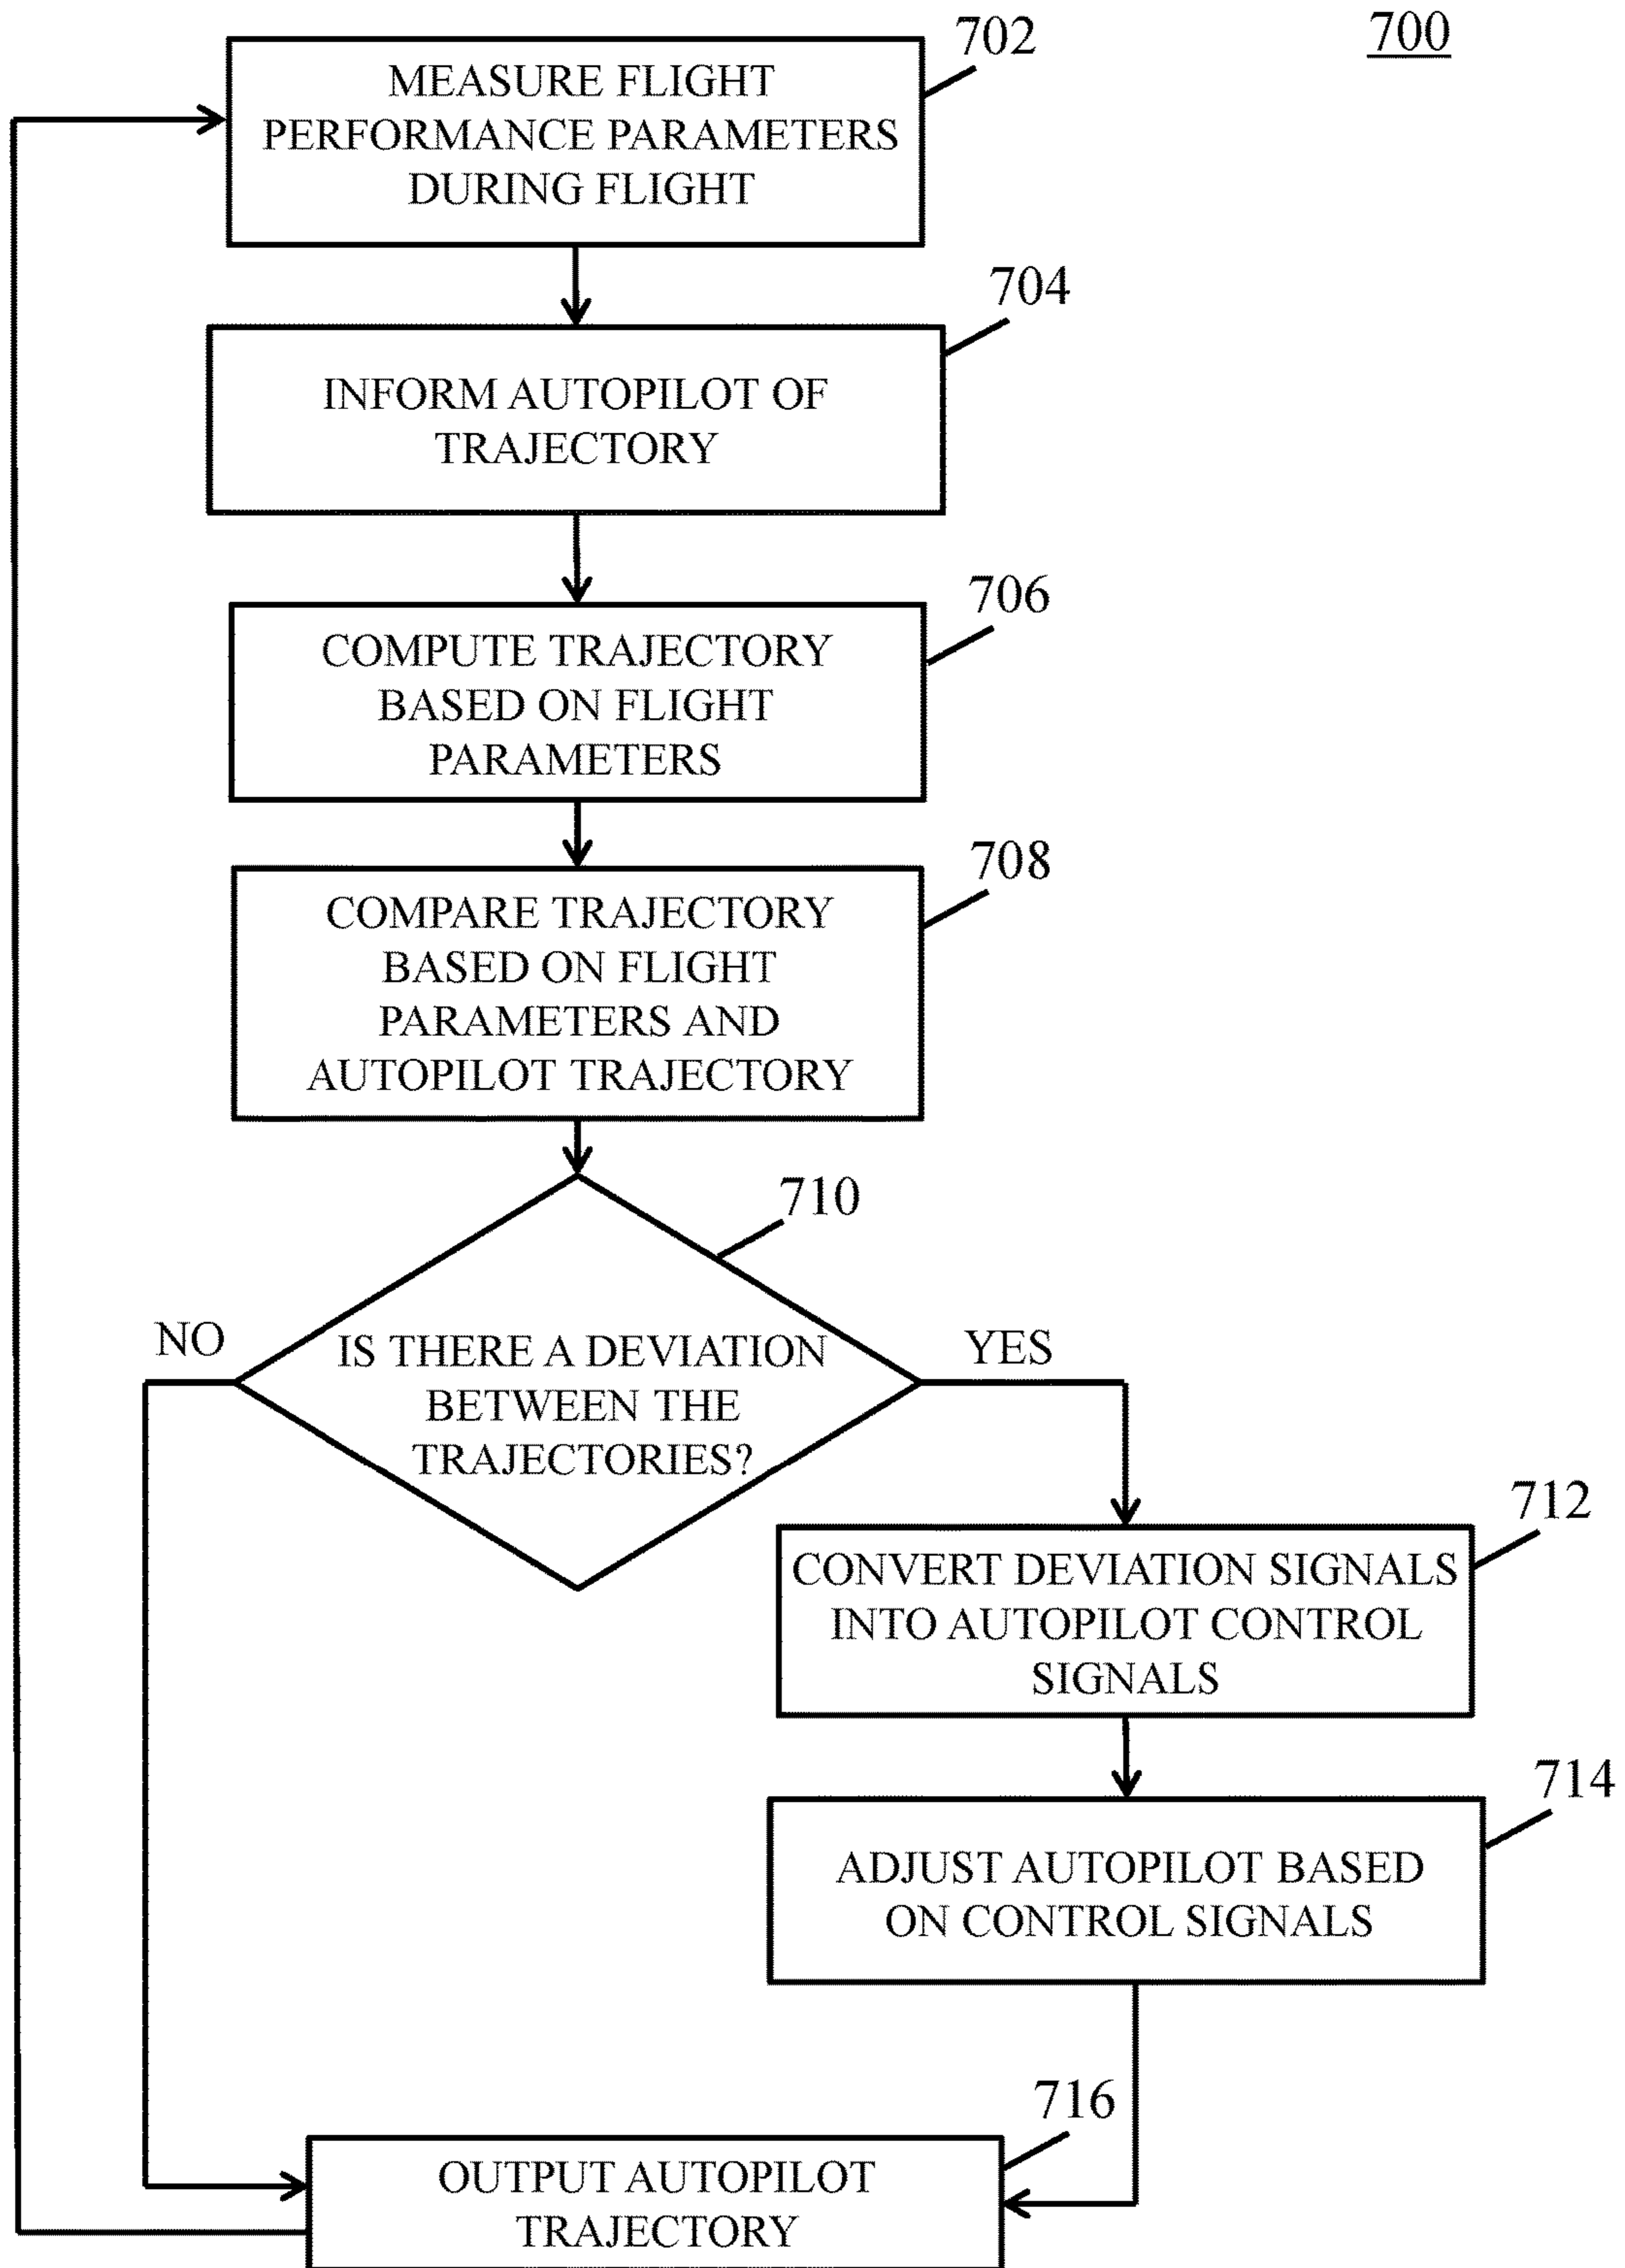 700
702
MEASURE FLIGHT
PERFORMANCE PARAMETERS
DURING FLIGHT
704
INFORM AUTOPILOT OF
TRAJECTORY
706
COMPUTE TRAJECTORY
BASED ON FLIGHT
PARAMETERS
708
COMPARE TRAJECTORY
BASED ON FLIGHT
PARAMETERS AND
AUTOPILOT TRAJECTORY
710
NO
IS THERE A DEVIATION
BETWEEN THE
TRAJECTORIES?
YES
712
CONVERT DEVIATION SIGNALS
INTO AUTOPILOT CONTROL
SIGNALS
714
ADJUST AUTOPILOT BASED
ON CONTROL SIGNALS
716
OUTPUT AUTOPILOT
TRAJECTORY